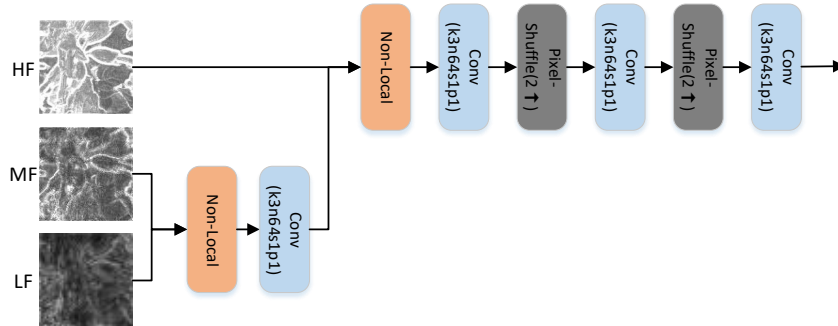 HF
Non-Local
Conv
(k3n64s1p1)
Pixel-
Shuffle(2↑)
Conv
(k3n64s1p1)
Pixel-
Shuffle(2↑)
Conv
(k3n64s1p1)
MF
Non-Local
Conv
(k3n64s1p1)
LF